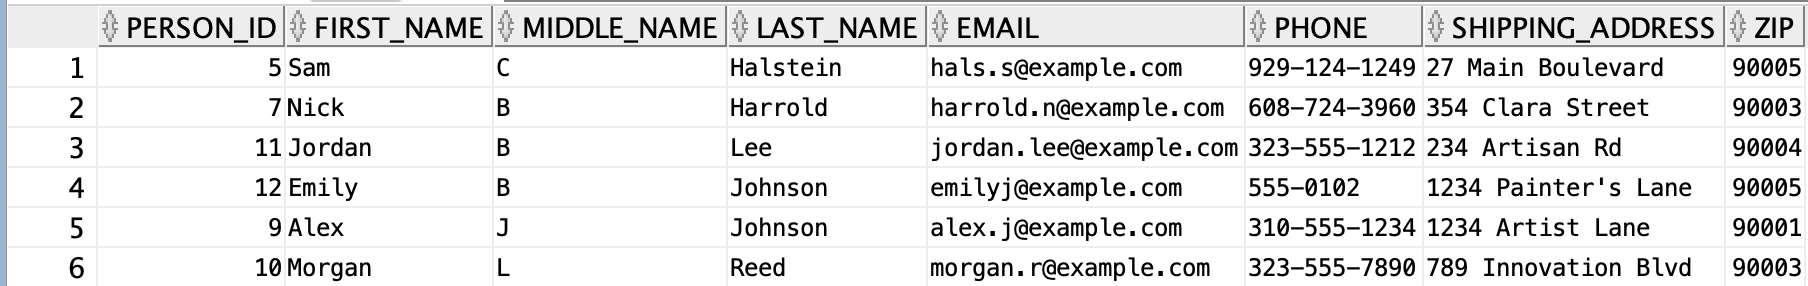 PERSON_ID FIRST_NAME MIDDLE_NAME LAST_NAME EMAIL PHONE SHIPPING_ADDRESS ZIP
1 5 Sam C Halstein hals.s@example.com 929-124-1249 27 Main Boulevard 90005
2 7 Nick B Harrold harrold.n@example.com 608-724-3960 354 Clara Street 90003
3 11 Jordan B Lee jordan.lee@example.com 323-555-1212 234 Artisan Rd 90004
4 12 Emily B Johnson emilyj@example.com 555-0102 1234 Painter's Lane 90005
5 9 Alex J Johnson alex.j@example.com 310-555-1234 1234 Artist Lane 90001
6 10 Morgan L Reed morgan.r@example.com 323-555-7890 789 Innovation Blvd 90003